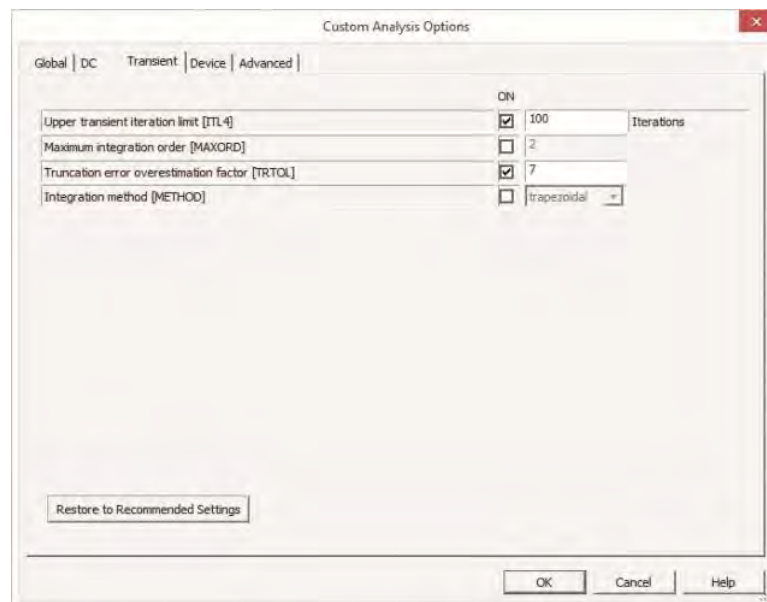 Custom Analysis Options
Global | DC Transient | Device | Advanced |
ON
Upper transient iteration limit [ITL4] 100 Iterations
Maximum integration order [MAXORD] 2
Truncation error overestimation factor [TRTOL] 7
Integration method [METHOD] trapezoidal
Restore to Recommended Settings
OK Cancel Help